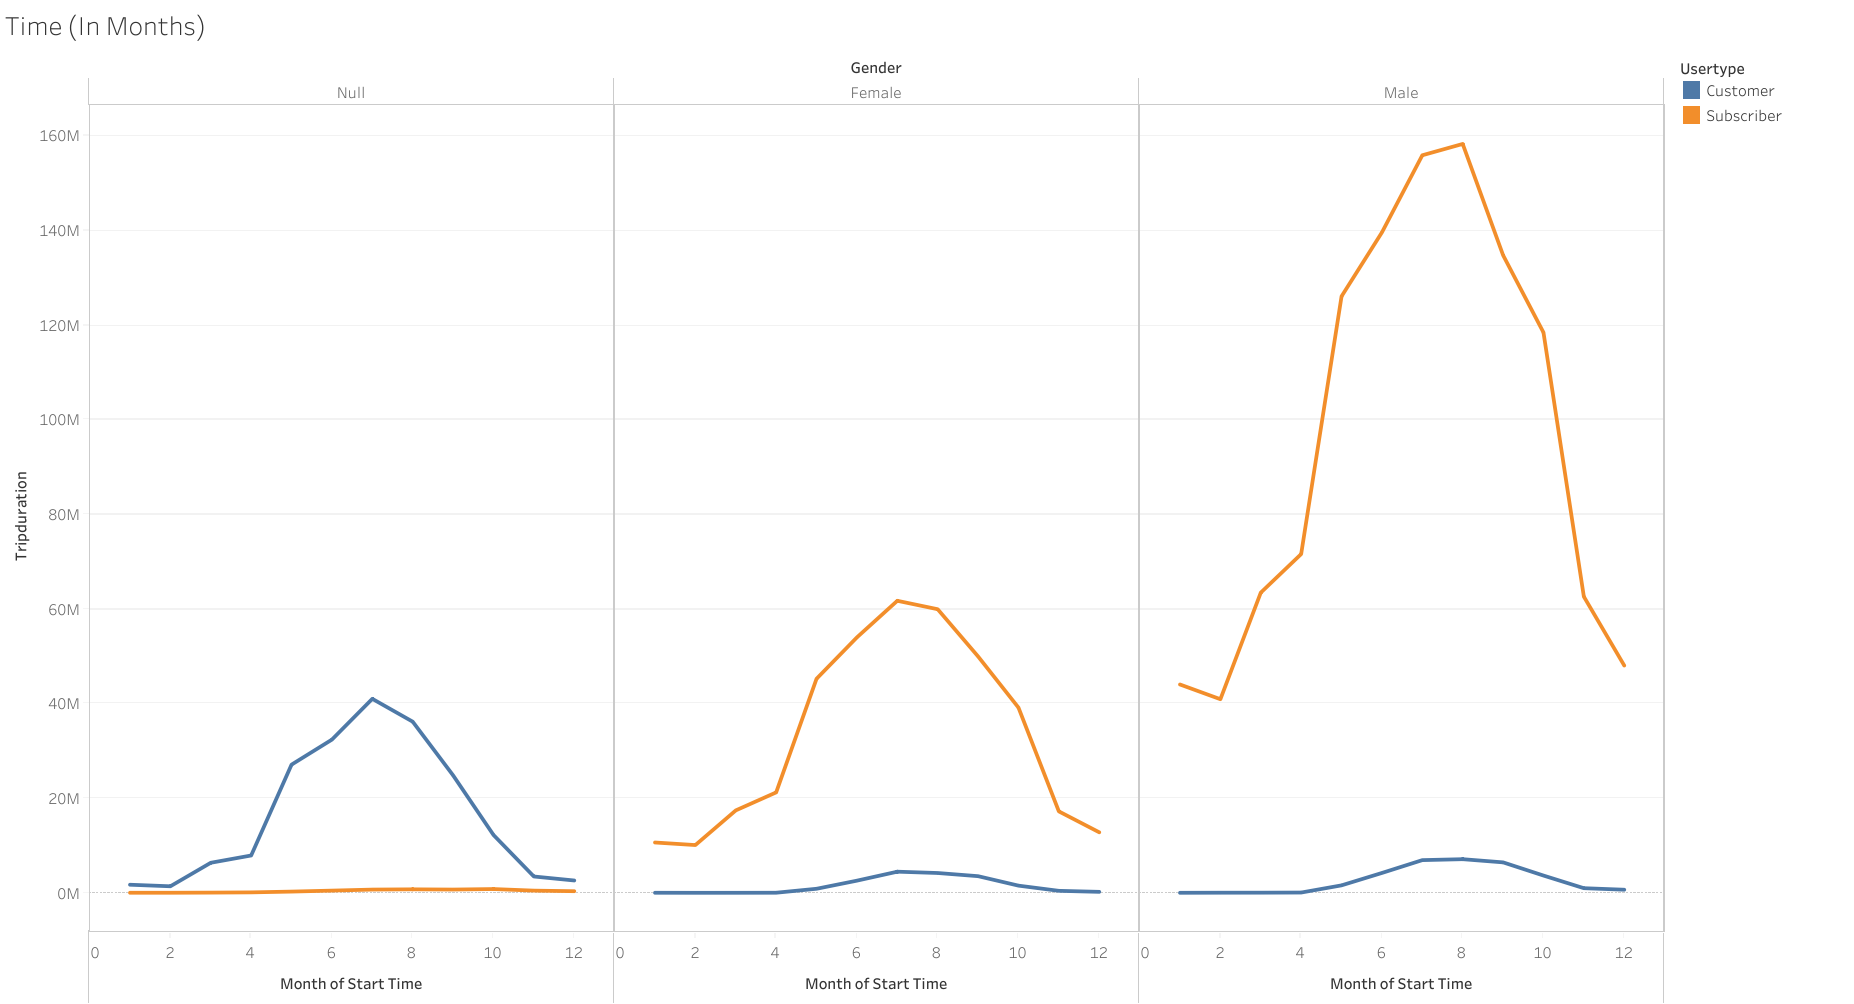 Time (In Months)
Gender
Null Female Male
Usertype
Customer
Subscriber
Tripduration
160M
140M
120M
100M
80M
60M
40M
20M
0M
0 2 4 6 8 10 12 0 2 4 6 8 10 12 0 2 4 6 8 10 12
Month of Start Time Month of Start Time Month of Start Time